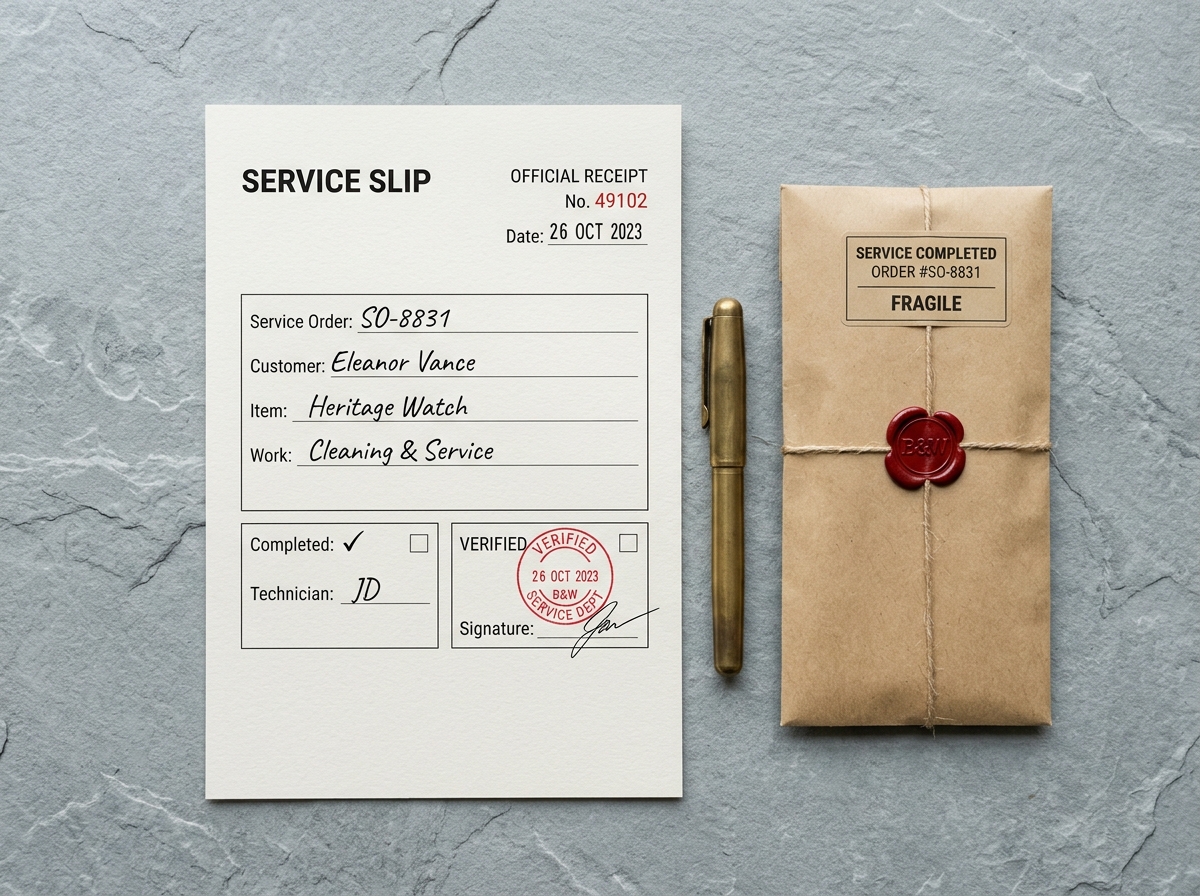 SERVICE SLIP
OFFICIAL RECEIPT
No. 49102
Date: 26 OCT 2023
Service Order: SO-8831
Customer: Eleanor Vance
Item: Heritage Watch
Work: Cleaning & Service
Completed: ✓
Technician: JD
VERIFIED
VERIFIED
26 OCT 2023
B&W
SERVICE DEPT
Signature:
SERVICE COMPLETED
ORDER #SO-8831
FRAGILE
B&W